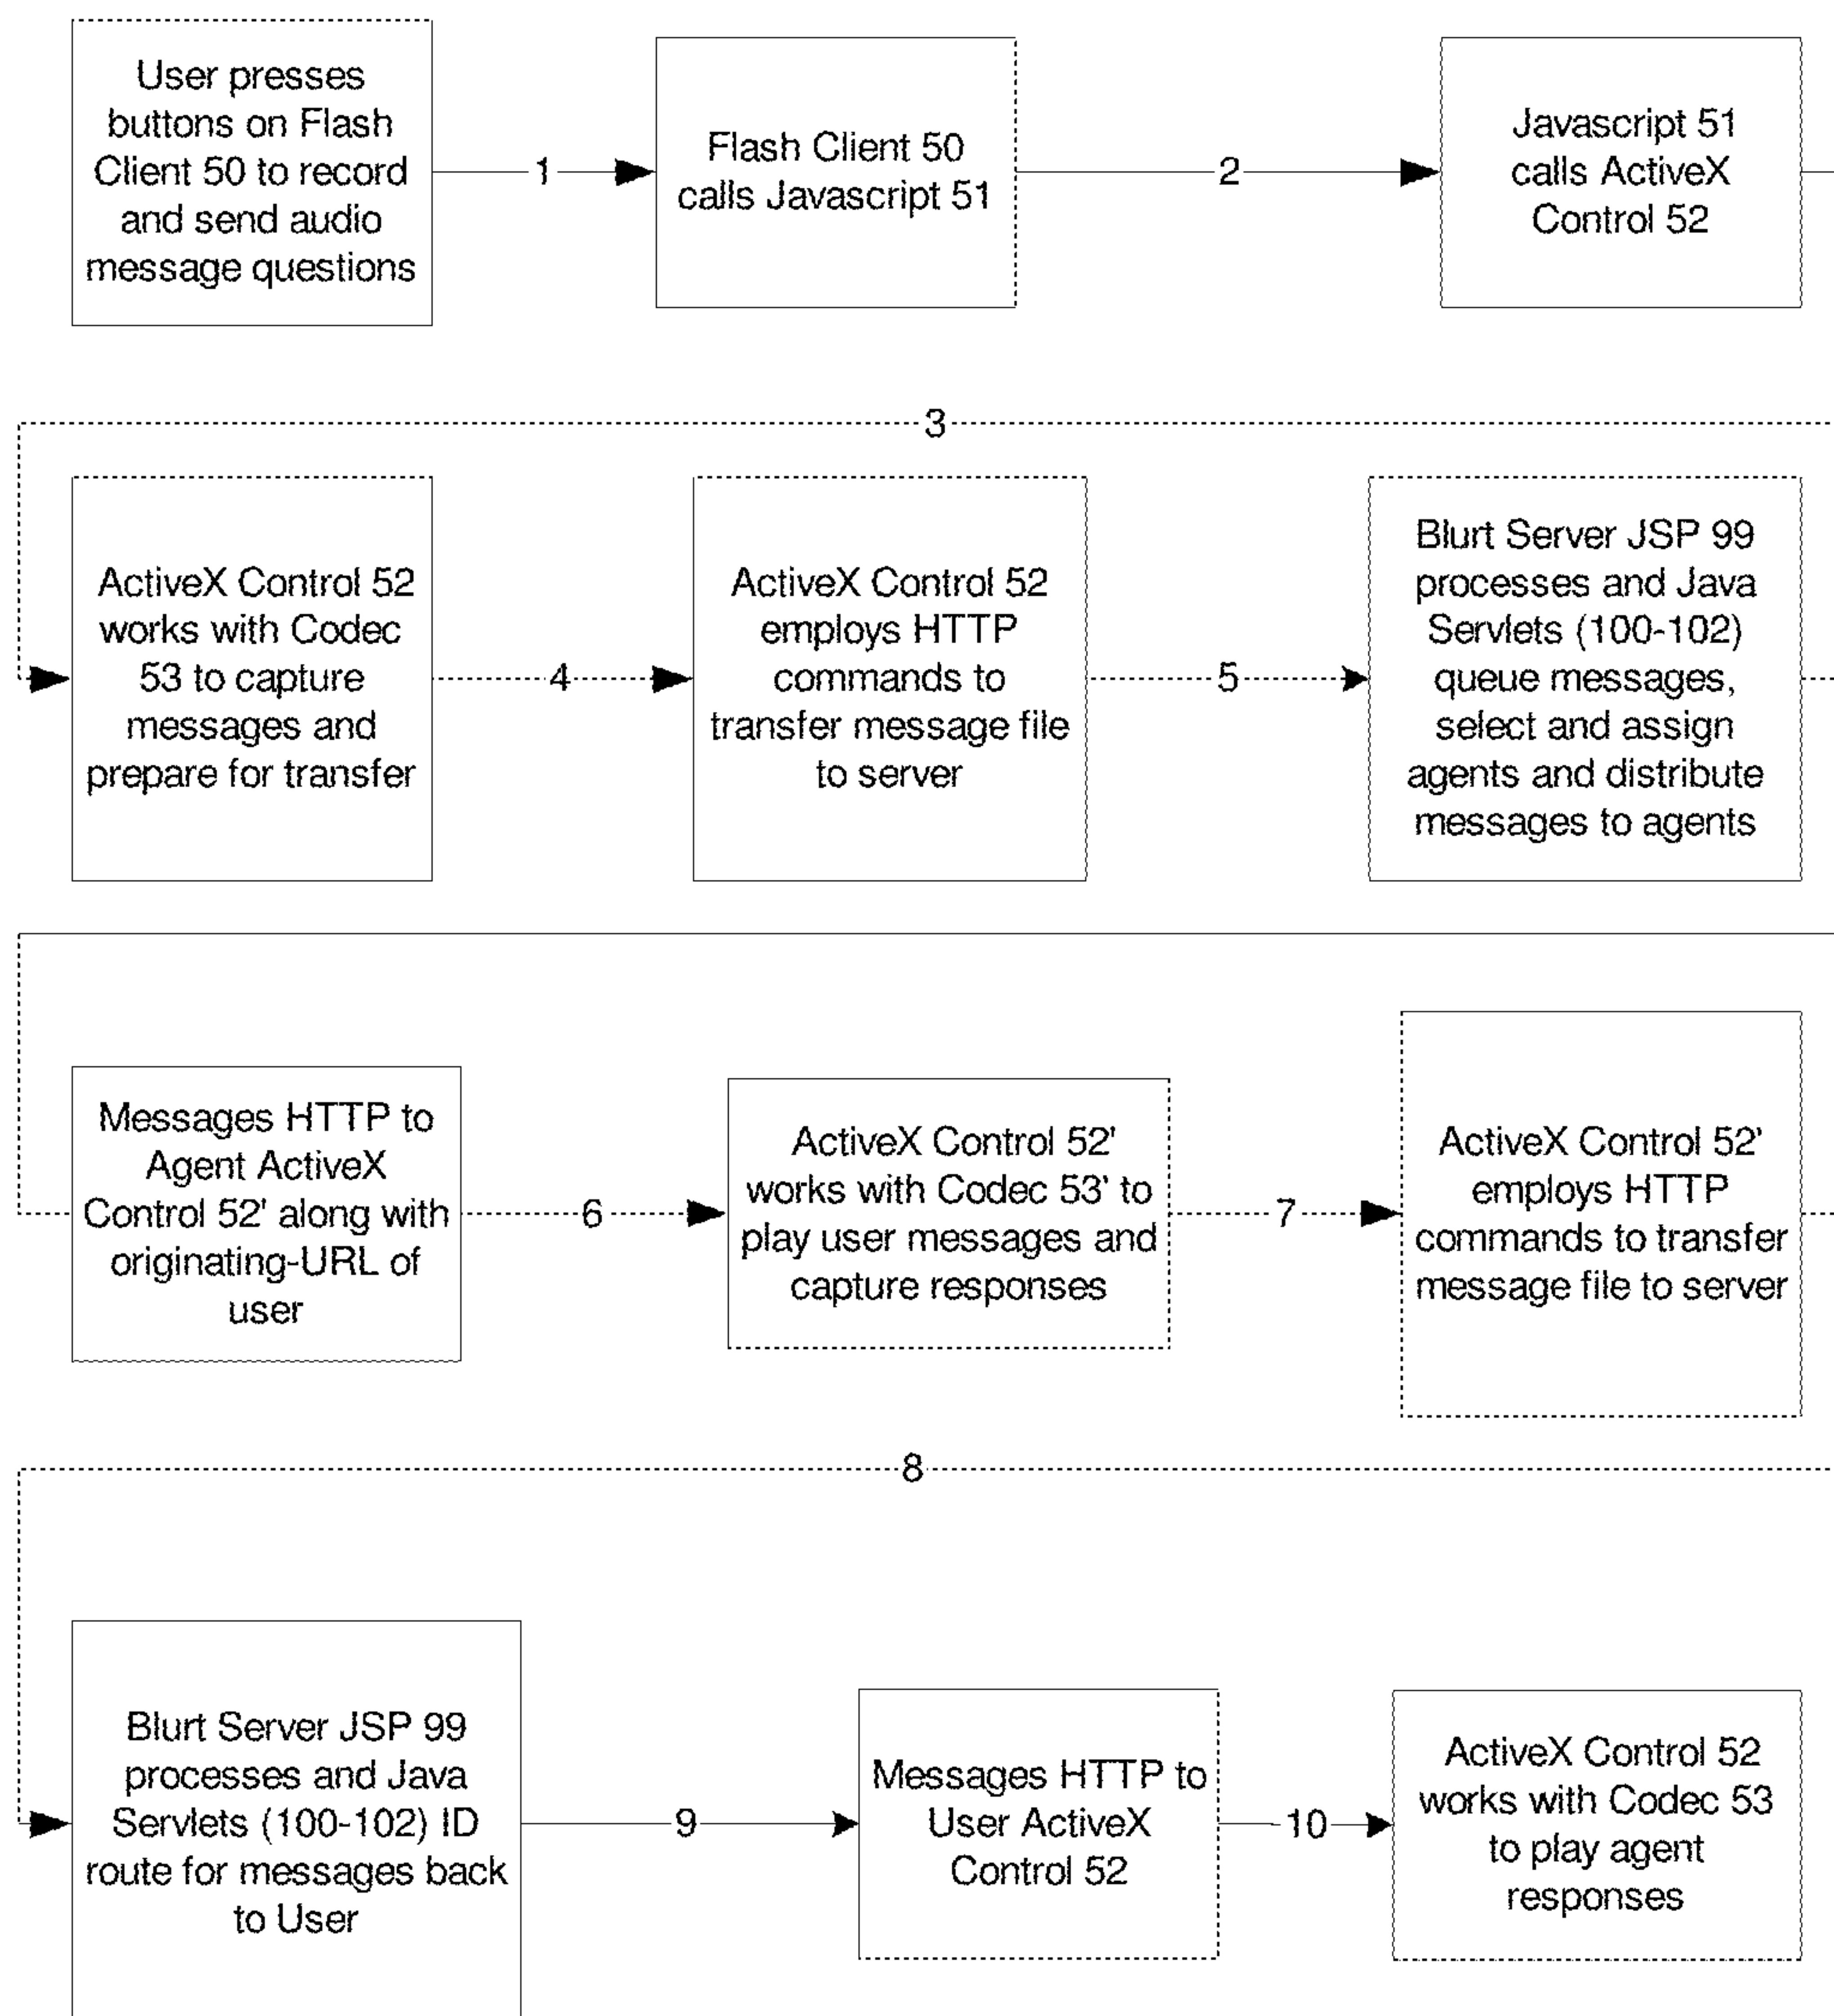 User presses
buttons on Flash
Client 50 to record
and send audio
message questions
1
Flash Client 50
calls Javascript 51
2
Javascript 51
calls ActiveX
Control 52
3
ActiveX Control 52
works with Codec
53 to capture
messages and
prepare for transfer
4
ActiveX Control 52
employs HTTP
commands to
transfer message file
to server
5
Blurt Server JSP 99
processes and Java
Servlets (100-102)
queue messages,
select and assign
agents and distribute
messages to agents
Messages HTTP to
Agent ActiveX
Control 52' along with
originating-URL of
user
6
ActiveX Control 52'
works with Codec 53' to
play user messages and
capture responses
7
ActiveX Control 52'
employs HTTP
commands to transfer
message file to server
8
Blurt Server JSP 99
processes and Java
Servlets (100-102) ID
route for messages back
to User
9
Messages HTTP to
User ActiveX
Control 52
10
ActiveX Control 52
works with Codec 53
to play agent
responses